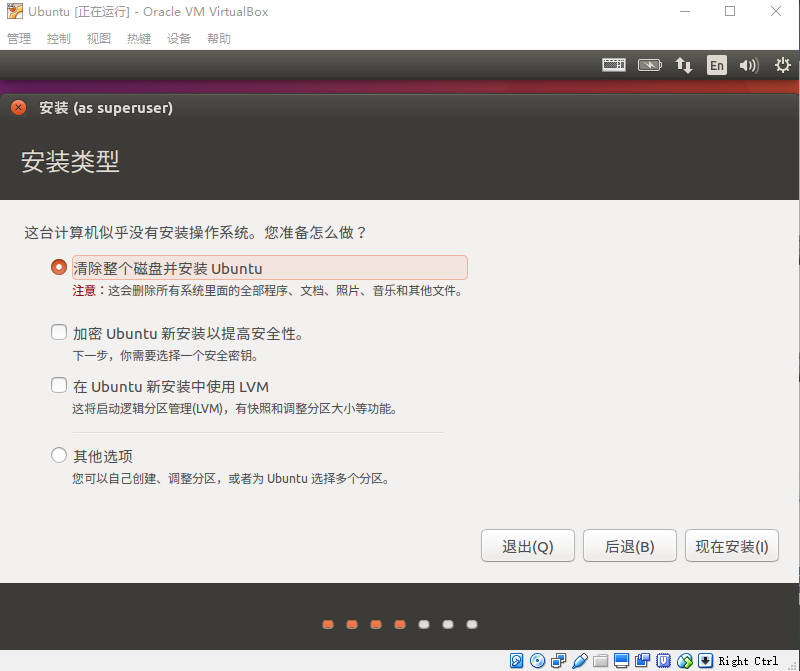 Ubuntu [正在运行] - Oracle VM VirtualBox
管理 控制 视图 热键 设备 帮助
En
安装 (as superuser)
安装类型
这台计算机似乎没有安装操作系统。您准备怎么做？
清除整个磁盘并安装 Ubuntu
注意：这会删除所有系统里面的全部程序、文档、照片、音乐和其他文件。
加密 Ubuntu 新安装以提高安全性。
下一步，你需要选择一个安全密钥。
在 Ubuntu 新安装中使用 LVM
这将启动逻辑分区管理(LVM)，有快照和调整分区大小等功能。
其他选项
您可以自己创建、调整分区，或者为 Ubuntu 选择多个分区。
退出(Q) 后退(B) 现在安装(I)
Right Ctrl